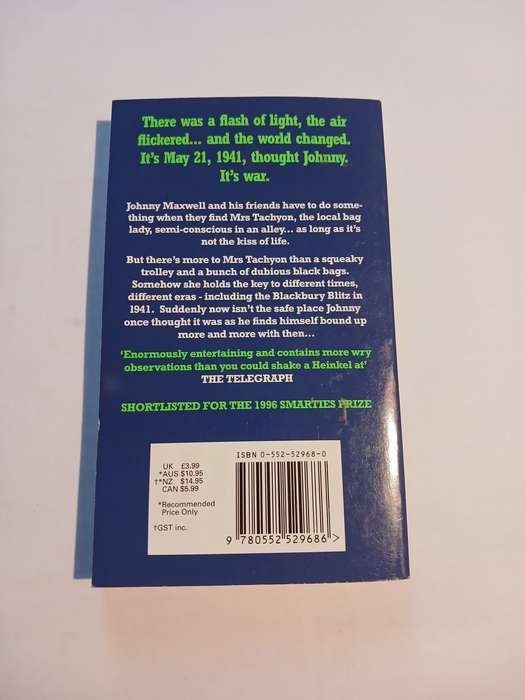 There was a flash of light, the air
flickered... and the world changed.
It's May 21, 1941, thought Johnny.
It's war.
Johnny Maxwell and his friends have to do some-
thing when they find Mrs Tachyon, the local bag
lady, semi-conscious in an alley... as long as it's
not the kiss of life.
But there's more to Mrs Tachyon than a squeaky
trolley and a bunch of dubious black bags.
Somehow she holds the key to different times,
different eras - including the Blackbury Blitz in
1941. Suddenly now isn't the safe place Johnny
once thought it was as he finds himself bound up
more and more with then...
'Enormously entertaining and contains more wry
observations than you could shake a Heinkel at'
THE TELEGRAPH
SHORTLISTED FOR THE 1996 SMARTIES PRIZE
ISBN 0-552-52968-0
UK £3.99
*AUS $10.95
†*NZ $14.95
CAN $5.99
*Recommended
Price Only
†GST inc.
9 780552 529686 >